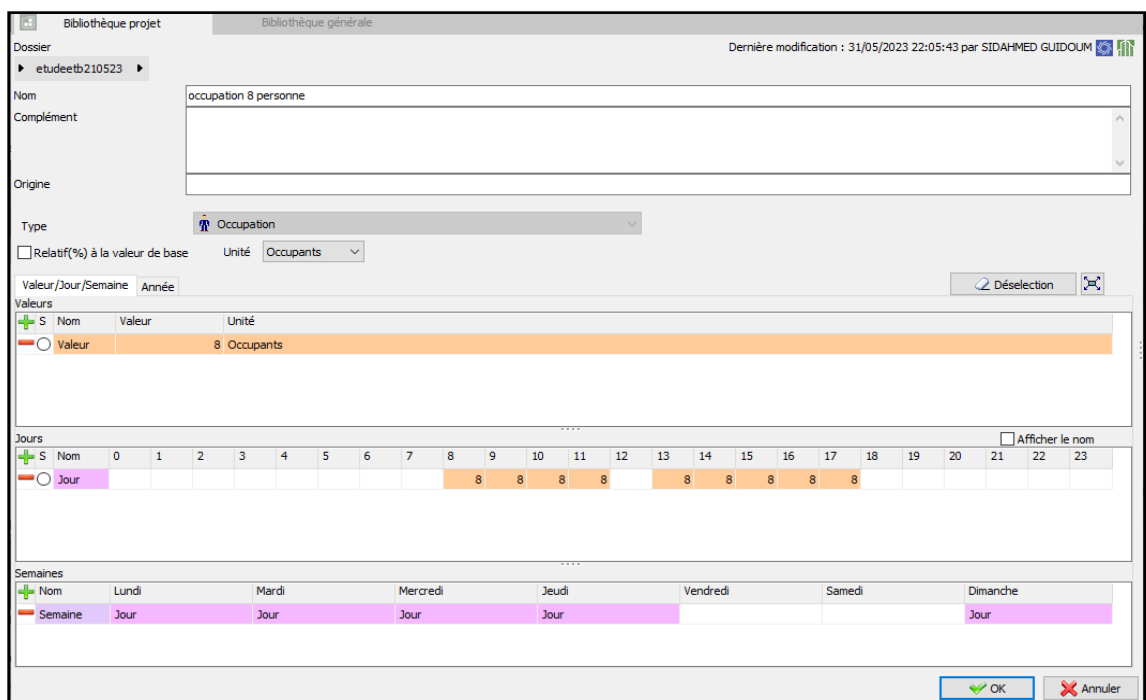 Bibliothèque projet Bibliothèque générale
Dossier Dernière modification : 31/05/2023 22:05:43 par SIDAHMED GUIDOUM
etudeetb210523
Nom occupation 8 personne
Complément
Origine
Type Occupation
Relatif(%) à la valeur de base Unité Occupants
Valeur/Jour/Semaine Année Déselection
Valeurs
S Nom Valeur Unité
Valeur 8 Occupants
Jours Afficher le nom
S Nom 0 1 2 3 4 5 6 7 8 9 10 11 12 13 14 15 16 17 18 19 20 21 22 23
Jour 8 8 8 8 8 8 8 8 8
Semaines
Nom Lundi Mardi Mercredi Jeudi Vendredi Samedi Dimanche
Semaine Jour Jour Jour Jour Jour
OK Annuler